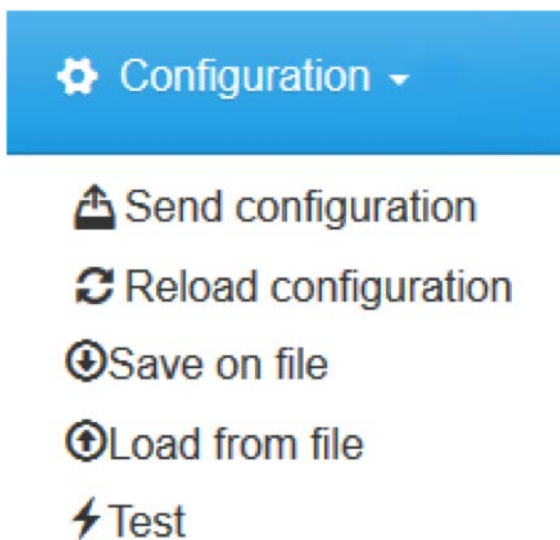 Configuration
Send configuration
Reload configuration
Save on file
Load from file
Test